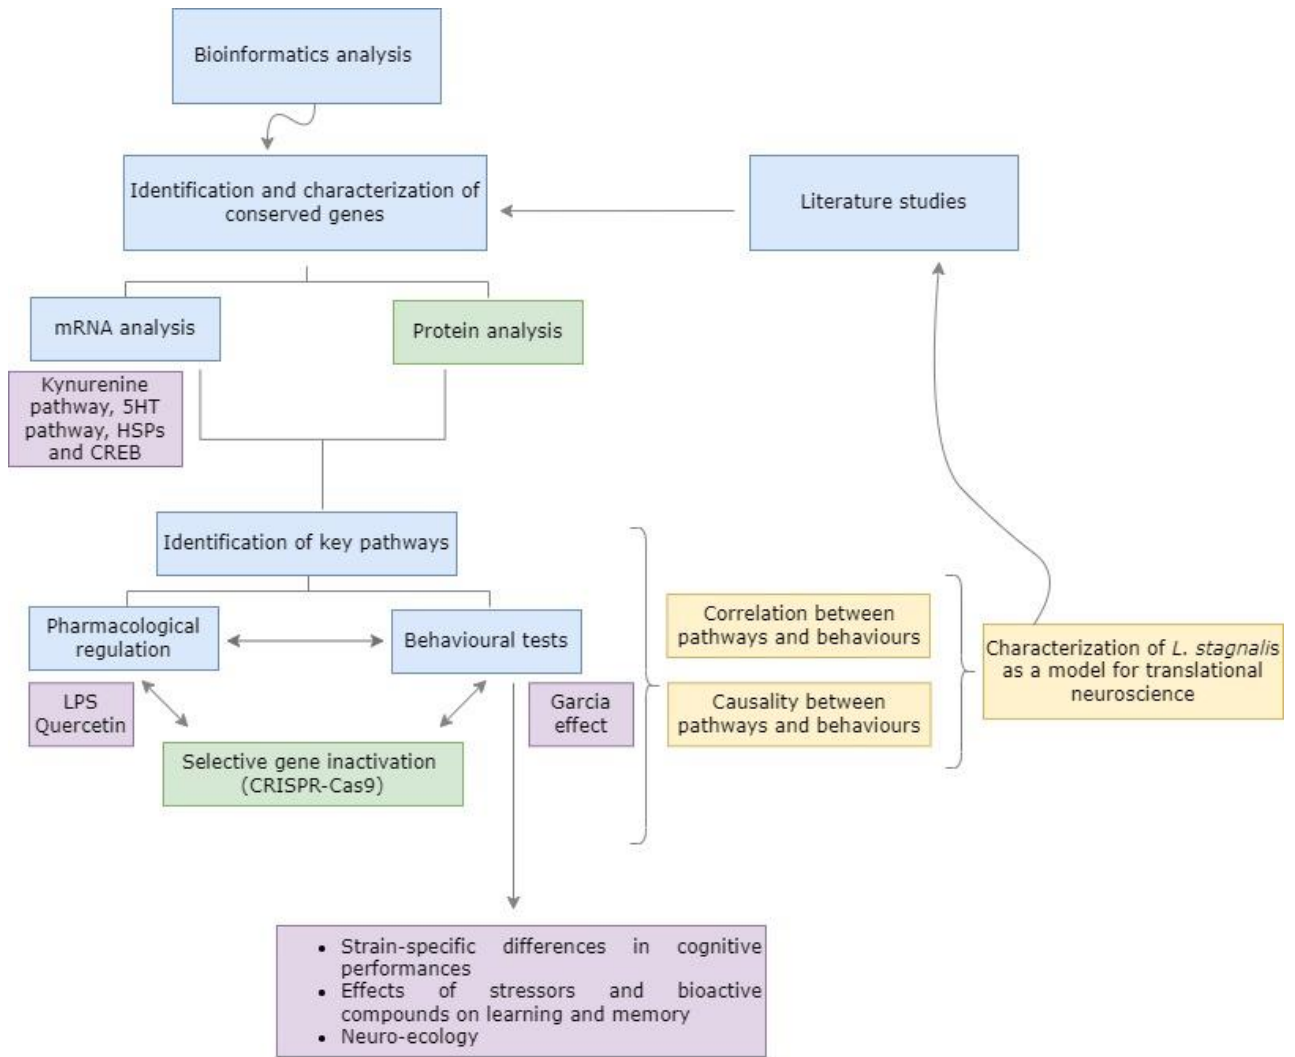 Bioinformatics analysis
Identification and characterization of
conserved genes
Literature studies
mRNA analysis
Protein analysis
Kynurenine
pathway, 5HT
pathway, HSPs
and CREB
Identification of key pathways
Pharmacological
regulation
Behavioural tests
LPS
Quercetin
Garcia
effect
Selective gene inactivation
(CRISPR-Cas9)
Correlation between
pathways and behaviours
Causality between
pathways and behaviours
Characterization of L. stagnalis
as a model for translational
neuroscience
• Strain-specific differences in cognitive
performances
• Effects of stressors and bioactive
compounds on learning and memory
• Neuro-ecology